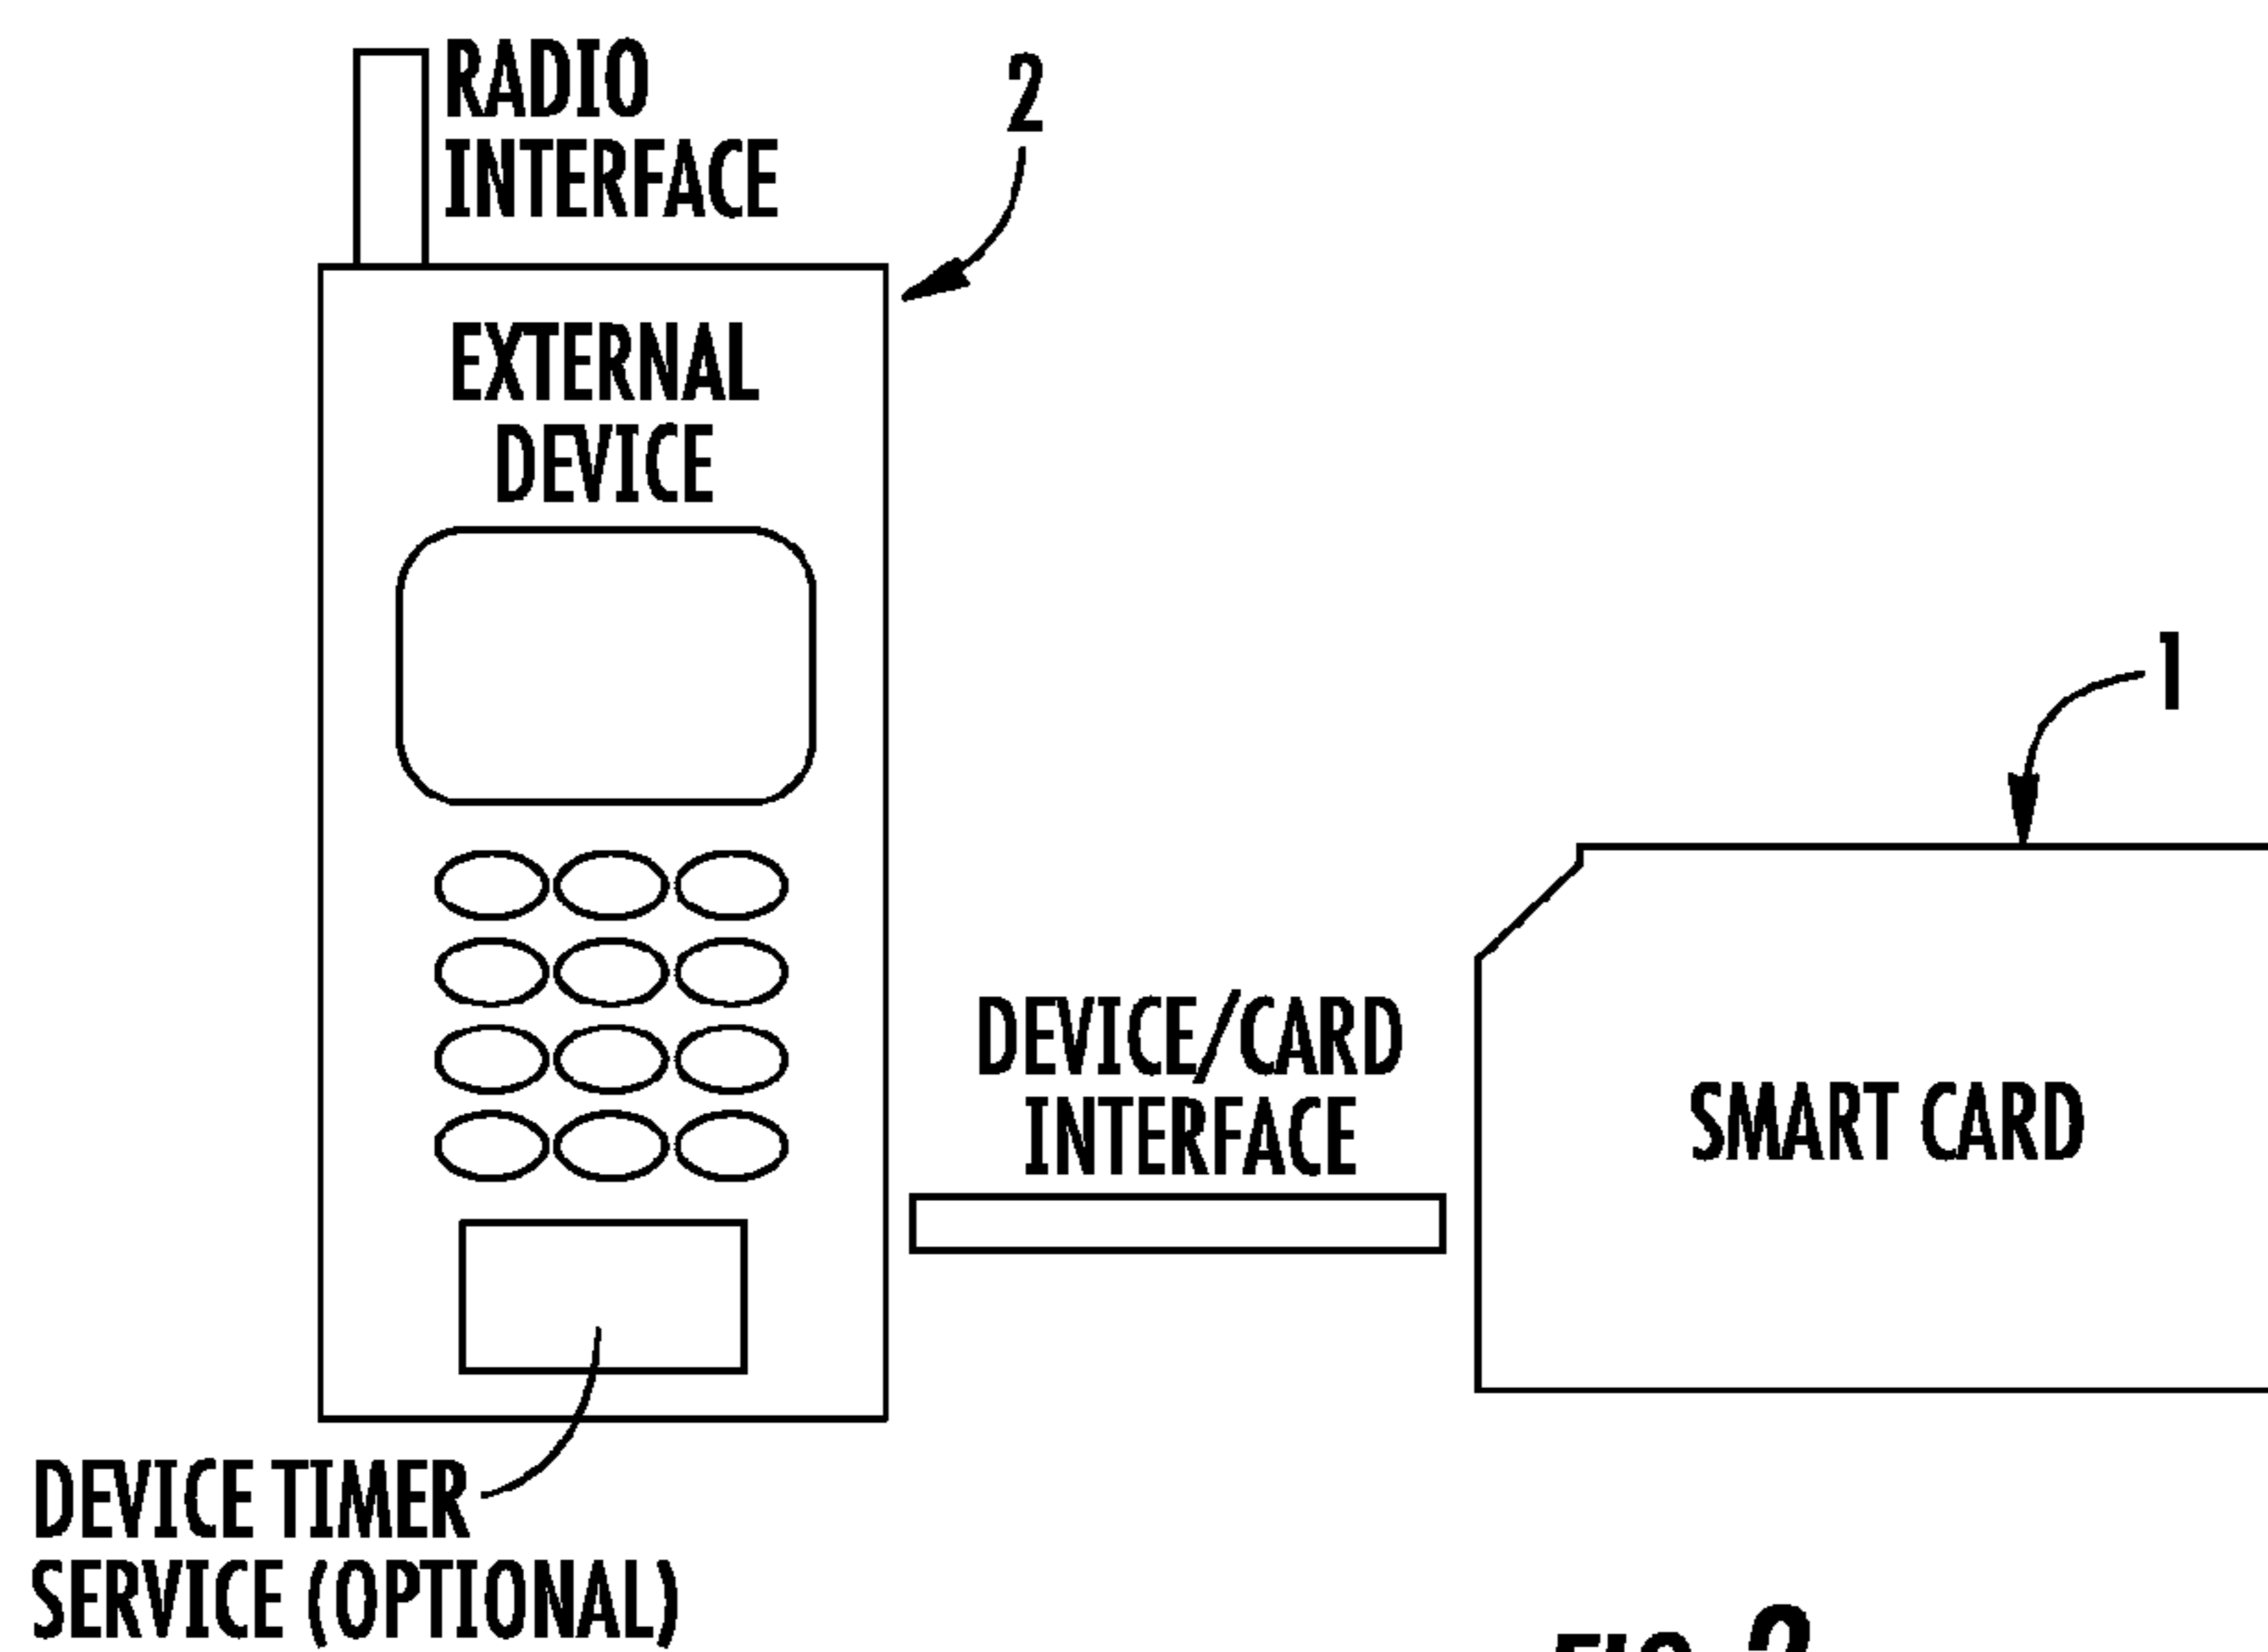 RADIO
INTERFACE
2
EXTERNAL
DEVICE
1
DEVICE/CARD
INTERFACE
SMART CARD
DEVICE TIMER
SERVICE (OPTIONAL)